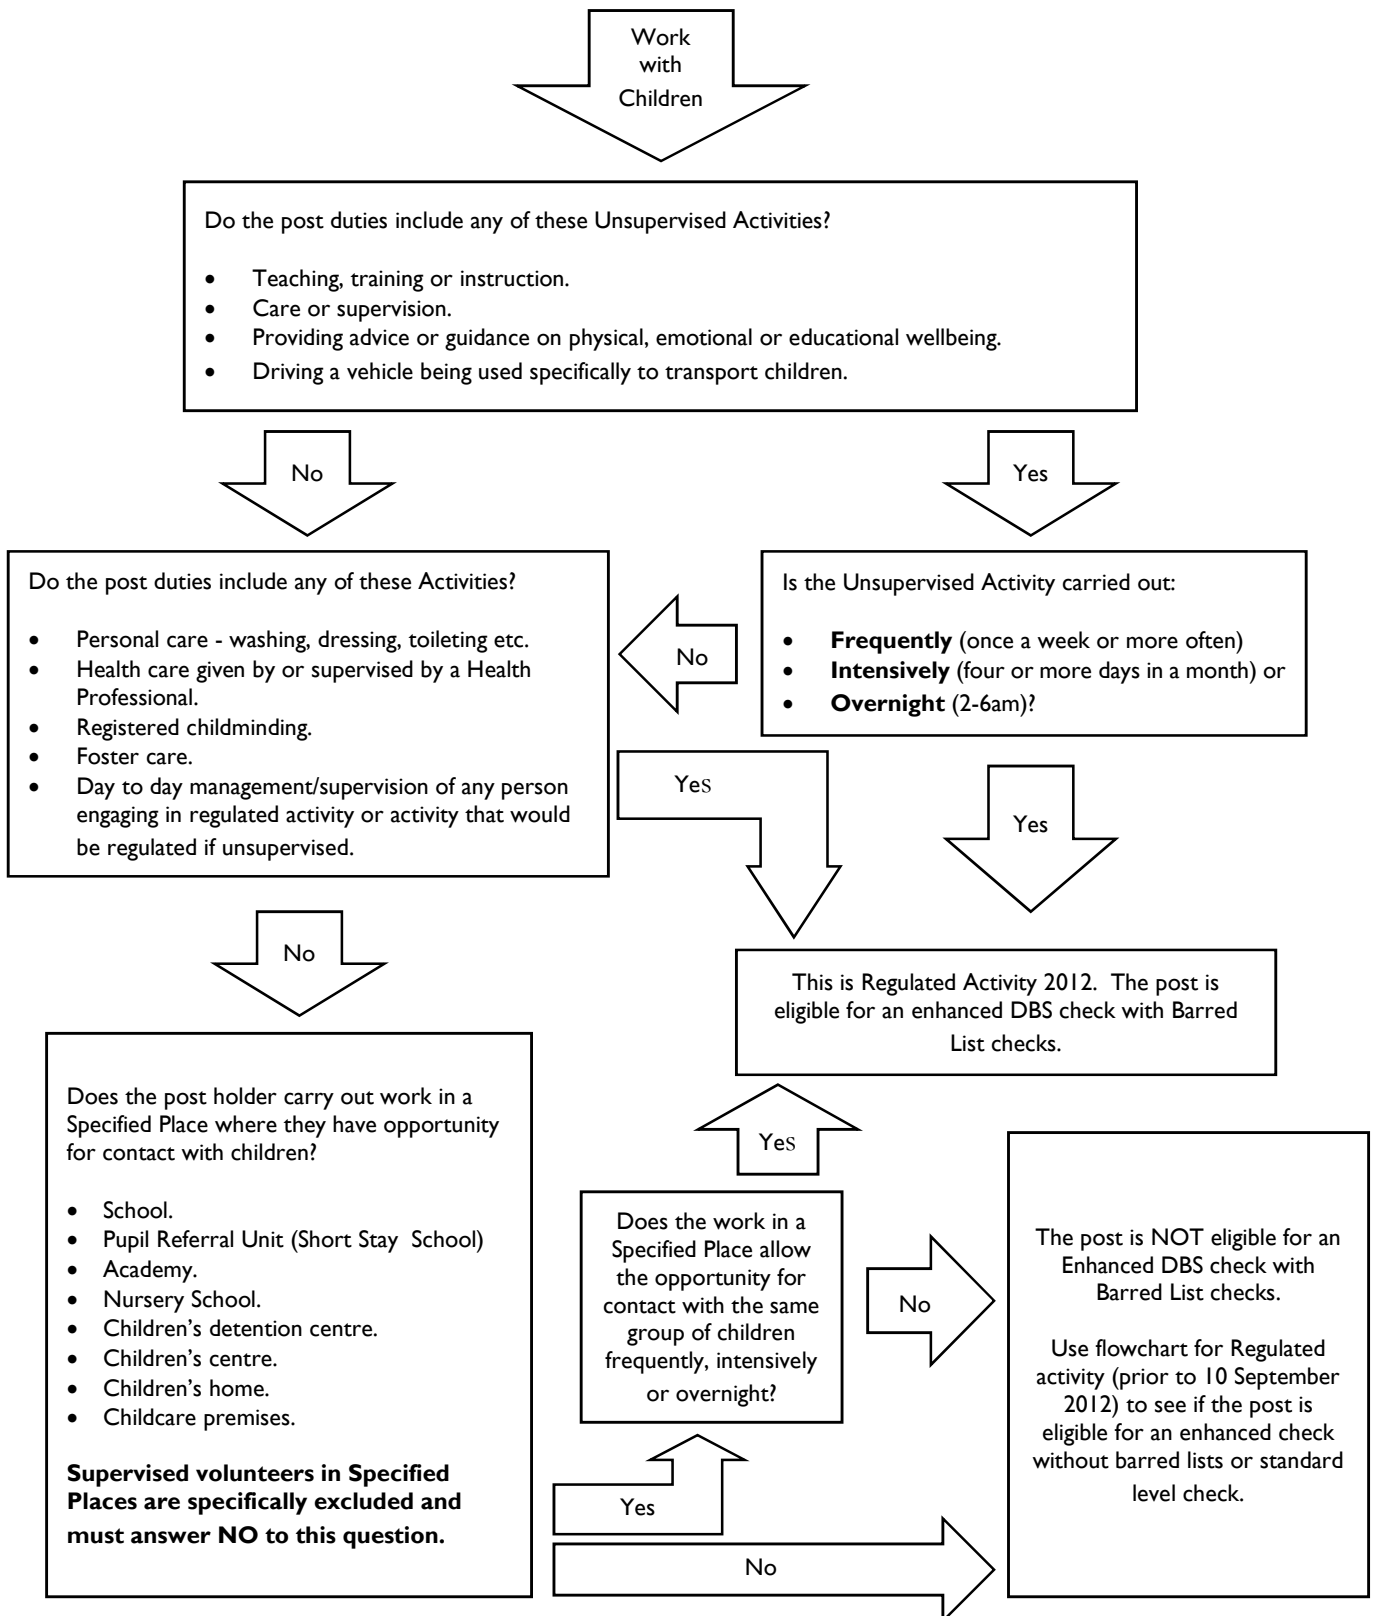 Work
with
Children
Do the post duties include any of these Unsupervised Activities?
• Teaching, training or instruction.
• Care or supervision.
• Providing advice or guidance on physical, emotional or educational wellbeing.
• Driving a vehicle being used specifically to transport children.
No
Yes
Do the post duties include any of these Activities?
• Personal care - washing, dressing, toileting etc.
• Health care given by or supervised by a Health
Professional.
• Registered childminding.
• Foster care.
• Day to day management/supervision of any person
engaging in regulated activity or activity that would
be regulated if unsupervised.
No
Is the Unsupervised Activity carried out:
• Frequently (once a week or more often)
• Intensively (four or more days in a month) or
• Overnight (2-6am)?
Yes
Yes
No
This is Regulated Activity 2012. The post is
eligible for an enhanced DBS check with Barred
List checks.
Does the post holder carry out work in a
Specified Place where they have opportunity
for contact with children?
• School.
• Pupil Referral Unit (Short Stay School)
• Academy.
• Nursery School.
• Children's detention centre.
• Children's centre.
• Children's home.
• Childcare premises.
Supervised volunteers in Specified
Places are specifically excluded and
must answer NO to this question.
Yes
Does the work in a
Specified Place allow
the opportunity for
contact with the same
group of children
frequently, intensively
or overnight?
No
Yes
No
The post is NOT eligible for an
Enhanced DBS check with
Barred List checks.
Use flowchart for Regulated
activity (prior to 10 September
2012) to see if the post is
eligible for an enhanced check
without barred lists or standard
level check.